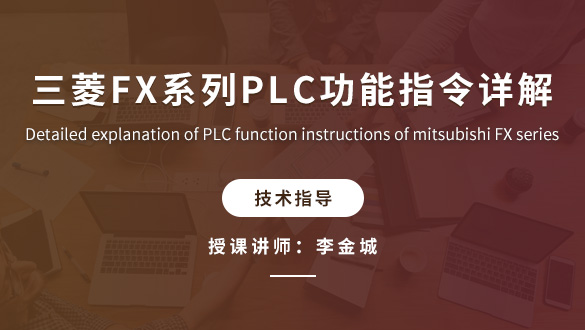 三菱FX系列PLC功能指令详解
Detailed explanation of PLC function instructions of mitsubishi FX series
技术指导
授课讲师：李金城